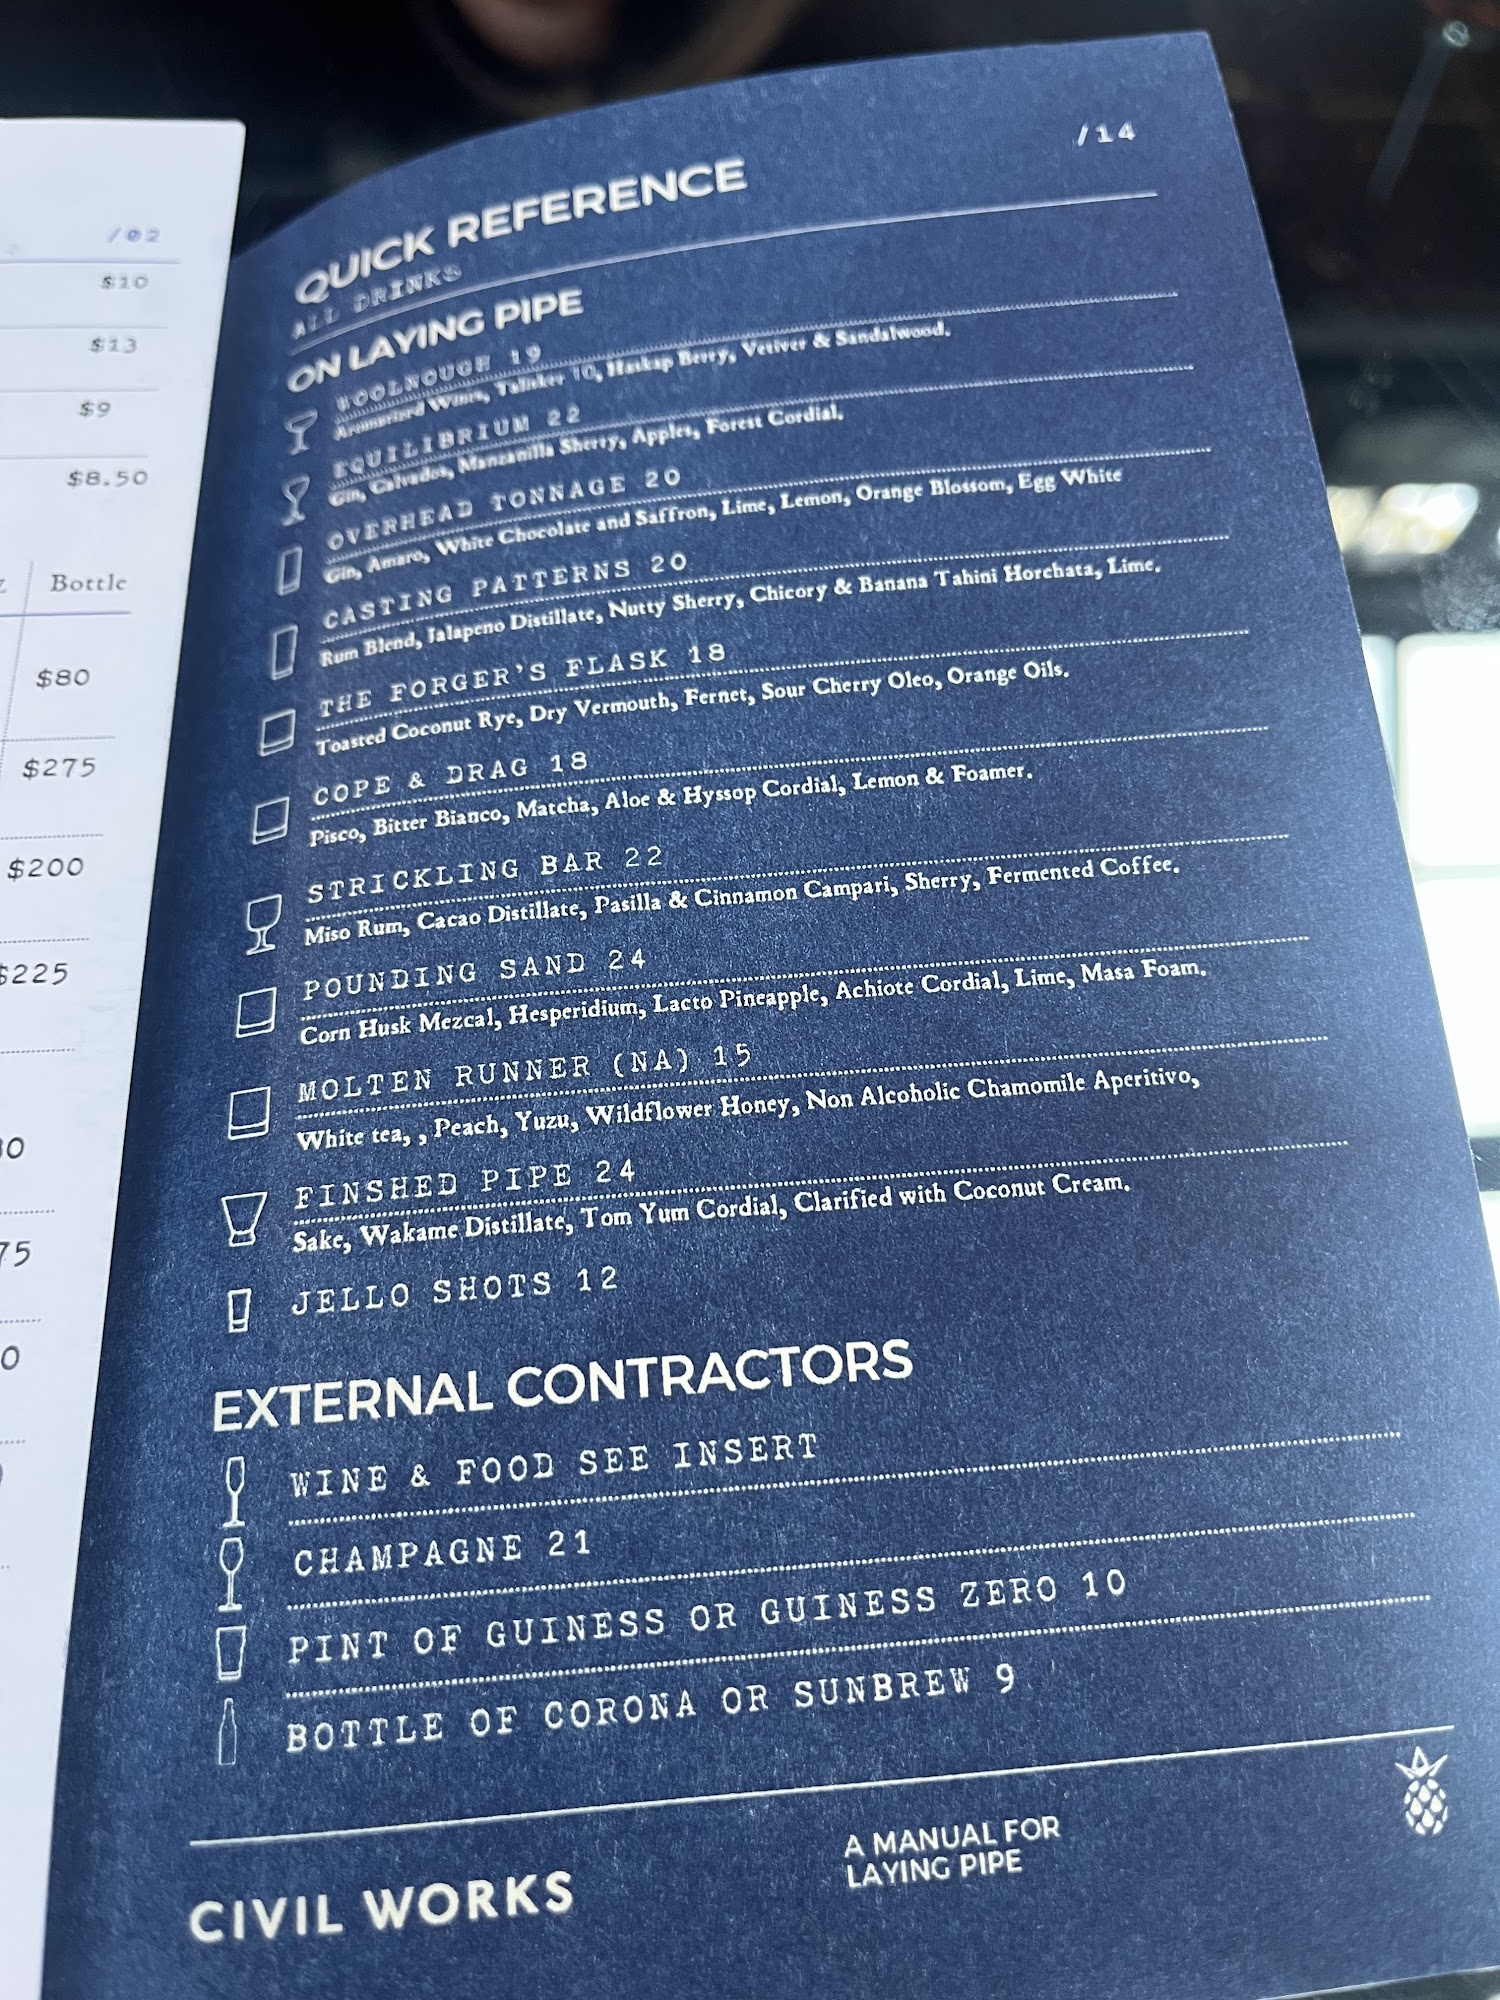 /02
$10
$13
$9
$8.50
Bottle
$80
$275
$200
$225
/14
QUICK REFERENCE
ALL DRINKS
ON LAYING PIPE
WOOLNOUGH 19
Aromatized Wines, Talisker 10, Haskap Berry, Vetiver & Sandalwood.
EQUILIBRIUM 22
Gin, Calvados, Manzanilla Sherry, Apples, Forest Cordial.
OVERHEAD TONNAGE 20
Gin, Amaro, White Chocolate and Saffron, Lime, Lemon, Orange Blossom, Egg White
CASTING PATTERNS 20
Rum Blend, Jalapeno Distillate, Nutty Sherry, Chicory & Banana Tahini Horchata, Lime.
THE FORGER'S FLASK 18
Toasted Coconut Rye, Dry Vermouth, Fernet, Sour Cherry Oleo, Orange Oils.
COPE & DRAG 18
Pisco, Bitter Bianco, Matcha, Aloe & Hyssop Cordial, Lemon & Foamer.
STRICKLING BAR 22
Miso Rum, Cacao Distillate, Pasilla & Cinnamon Campari, Sherry, Fermented Coffee.
POUNDING SAND 24
Corn Husk Mezcal, Hesperidium, Lacto Pineapple, Achiote Cordial, Lime, Masa Foam.
MOLTEN RUNNER (NA) 15
White tea, , Peach, Yuzu, Wildflower Honey, Non Alcoholic Chamomile Aperitivo,
FINSHED PIPE 24
Sake, Wakame Distillate, Tom Yum Cordial, Clarified with Coconut Cream.
JELLO SHOTS 12
EXTERNAL CONTRACTORS
WINE & FOOD SEE INSERT
CHAMPAGNE 21
PINT OF GUINESS OR GUINESS ZERO 10
BOTTLE OF CORONA OR SUNBREW 9
CIVIL WORKS
A MANUAL FOR
LAYING PIPE